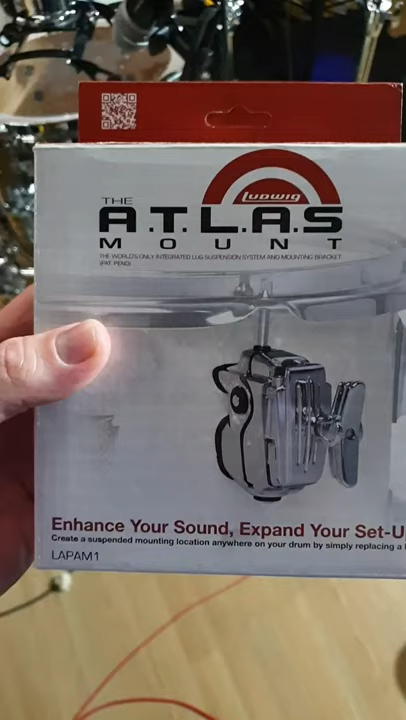 Ludwig
THE
A.T.L.A.S
MOUNT
THE WORLD'S ONLY INTEGRATED LUG SUSPENSION SYSTEM AND MOUNTING BRACKET
(PAT. PEND)
Enhance Your Sound, Expand Your Set-U
Create a suspended mounting location anywhere on your drum by simply replacing a
LAPAM1